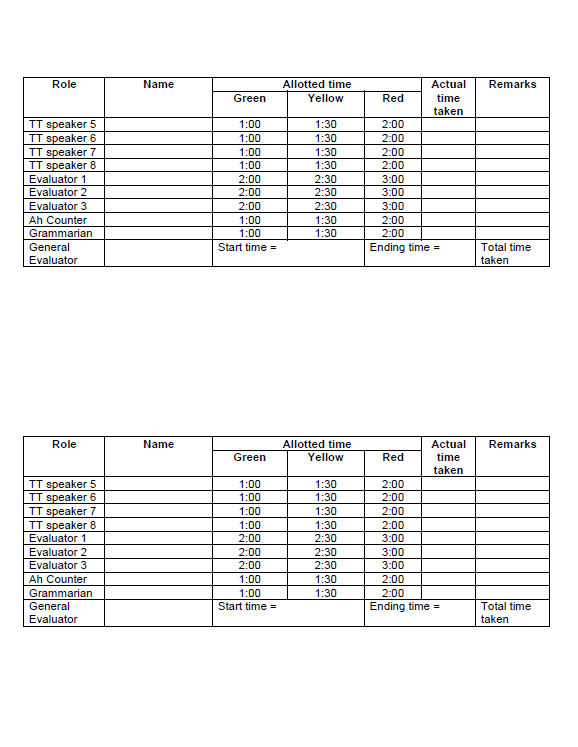 Role Name Allotted time Actual time taken Remarks
Green Yellow Red
TT speaker 5 1:00 1:30 2:00
TT speaker 6 1:00 1:30 2:00
TT speaker 7 1:00 1:30 2:00
TT speaker 8 1:00 1:30 2:00
Evaluator 1 2:00 2:30 3:00
Evaluator 2 2:00 2:30 3:00
Evaluator 3 2:00 2:30 3:00
Ah Counter 1:00 1:30 2:00
Grammarian 1:00 1:30 2:00
General Evaluator Start time = Ending time = Total time taken
Role Name Allotted time Actual time taken Remarks
Green Yellow Red
TT speaker 5 1:00 1:30 2:00
TT speaker 6 1:00 1:30 2:00
TT speaker 7 1:00 1:30 2:00
TT speaker 8 1:00 1:30 2:00
Evaluator 1 2:00 2:30 3:00
Evaluator 2 2:00 2:30 3:00
Evaluator 3 2:00 2:30 3:00
Ah Counter 1:00 1:30 2:00
Grammarian 1:00 1:30 2:00
General Evaluator Start time = Ending time = Total time taken